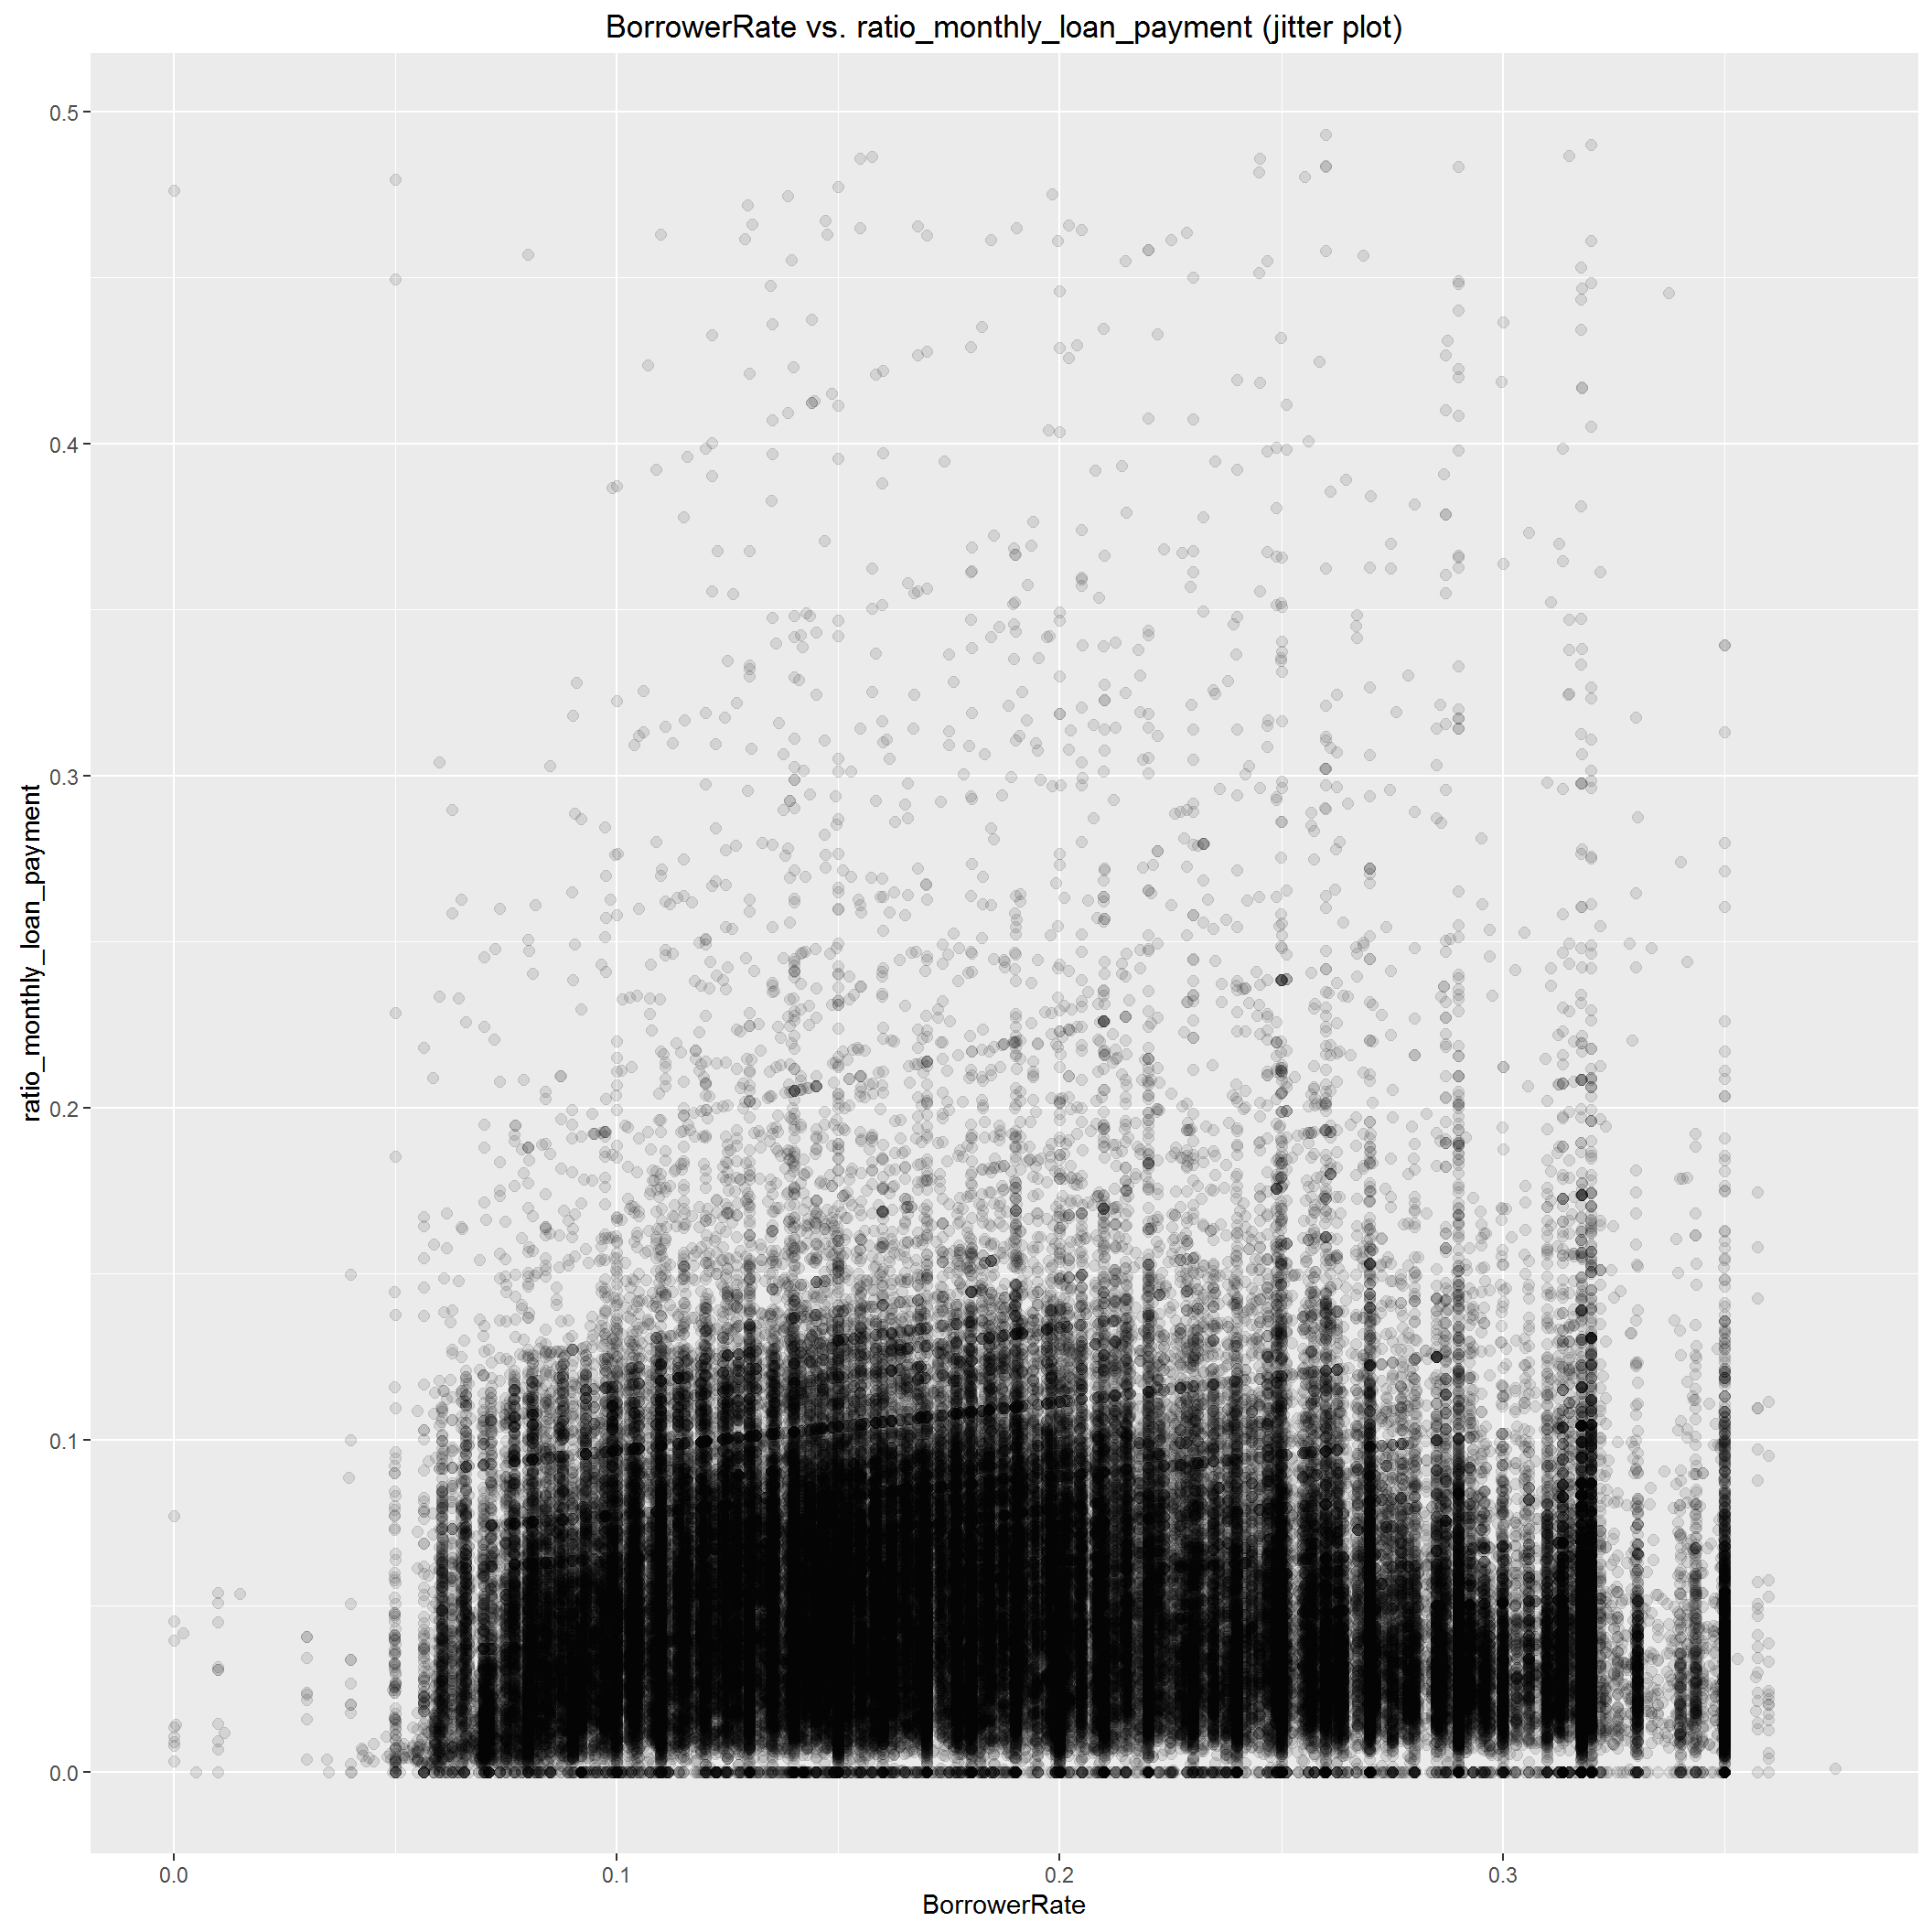 BorrowerRate vs. ratio_monthly_loan_payment (jitter plot)
ratio_monthly_loan_payment
0.5
0.4
0.3
0.2
0.1
0.0
0.0 0.1 0.2 0.3
BorrowerRate